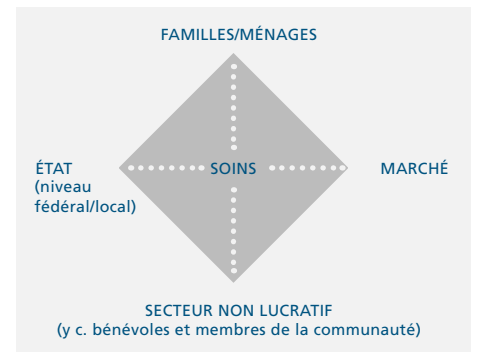 FAMILLES/MÉNAGES
ÉTAT
(niveau
fédéral/local)
SOINS
MARCHÉ
SECTEUR NON LUCRATIF
(y c. bénévoles et membres de la communauté)